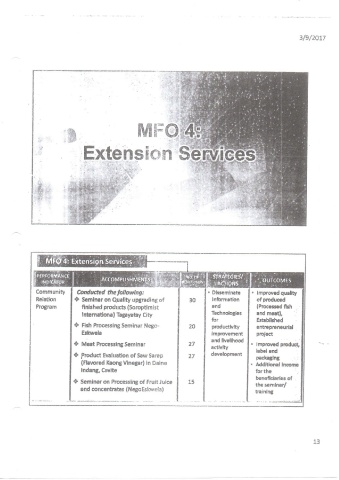 3/9/2017
MFO 4:
Extension Services
MFO 4: Extension Services
PERFORMANCE
INDICATOR
ACCOMPLISHMENTS
STRATEGIES/
ACTIONS
OUTCOMES
Community
Relation
Program
Conducted the following:
❖ Seminar on Quality upgrading of
finished products (Soroptimist
International) Tagaytay City
30
❖ Fish Processing Seminar Nego-
Eskwela
20
❖ Meat Processing Seminar
27
❖ Product Evaluation of Saw Sarap
(Flavored Kaong Vinegar) in Daine
Indang, Cavite
27
❖ Seminar on Processing of Fruit Juice
and concentrates (NegoEskwela)
15
• Disseminate
Information
and
Technologies
for
productivity
improvement
and livelihood
activity
development
• Improved quality
of produced
(Processed fish
and meat),
Established
entrepreneurial
project
• Improved product,
label and
packaging
• Additional Income
for the
beneficiaries of
the seminar/
training
13